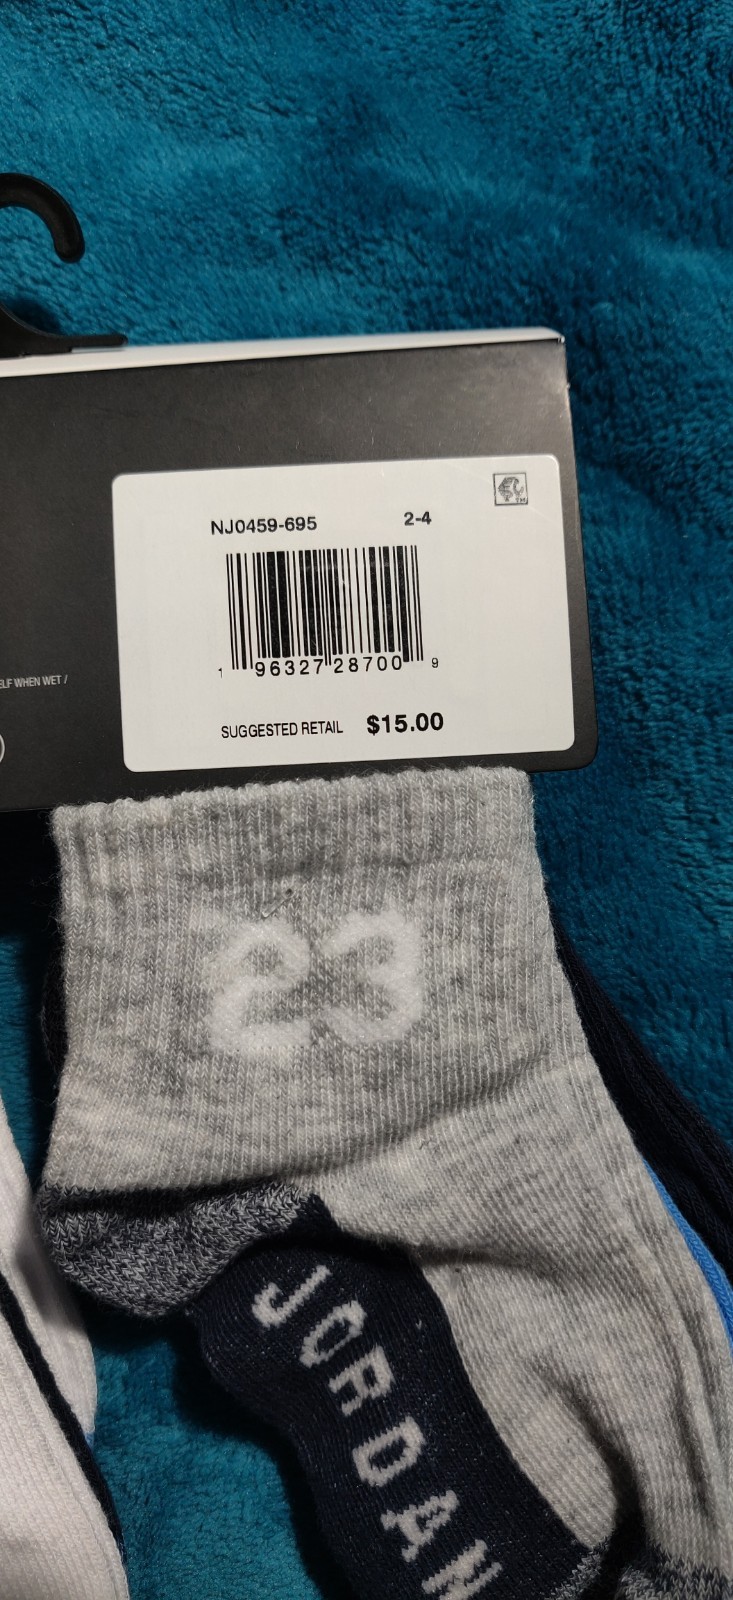 NJ0459-695 2-4
1 96327 28700 9
ELF WHEN WET /
SUGGESTED RETAIL $15.00
23
JORDAN